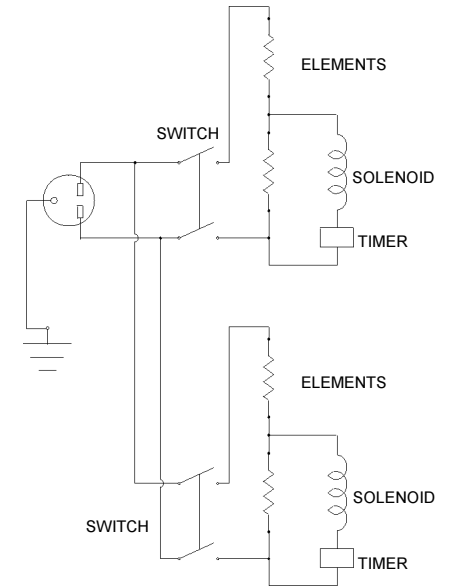 ELEMENTS
SWITCH
SOLENOID
TIMER
ELEMENTS
SOLENOID
SWITCH
TIMER